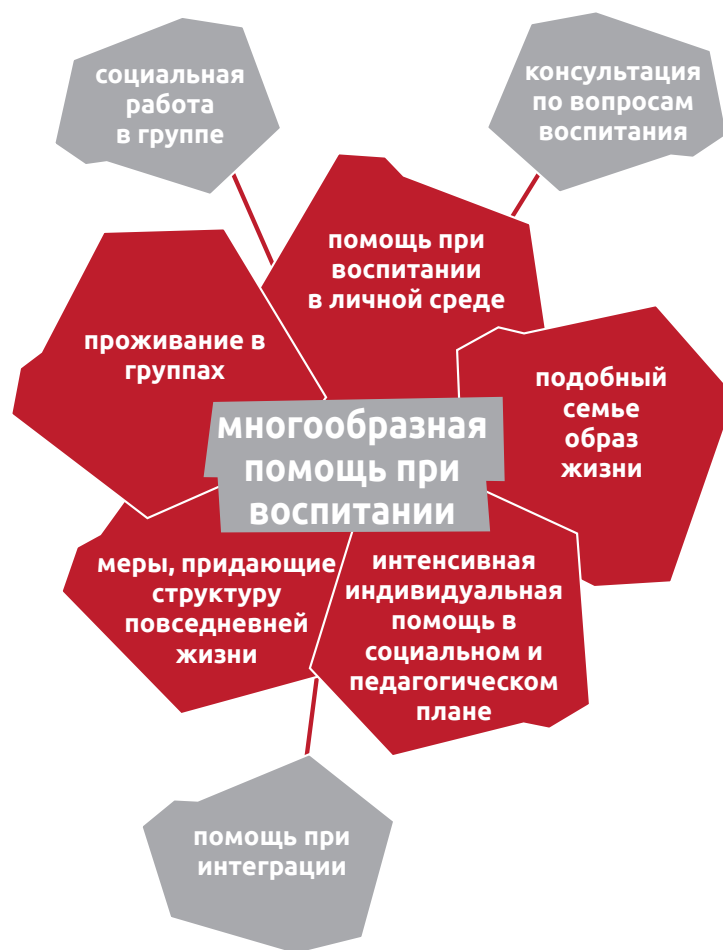 социальная
работа
в группе
консультация
по вопросам
воспитания
помощь при
воспитании
в личной среде
проживание в
группах
подобный
семье
образ
жизни
многообразная
помощь при
воспитании
меры, придающие
структуру
повседневней
жизни
интенсивная
индивидуальная
помощь в
социальном и
педагогическом
плане
помощь при
интеграции